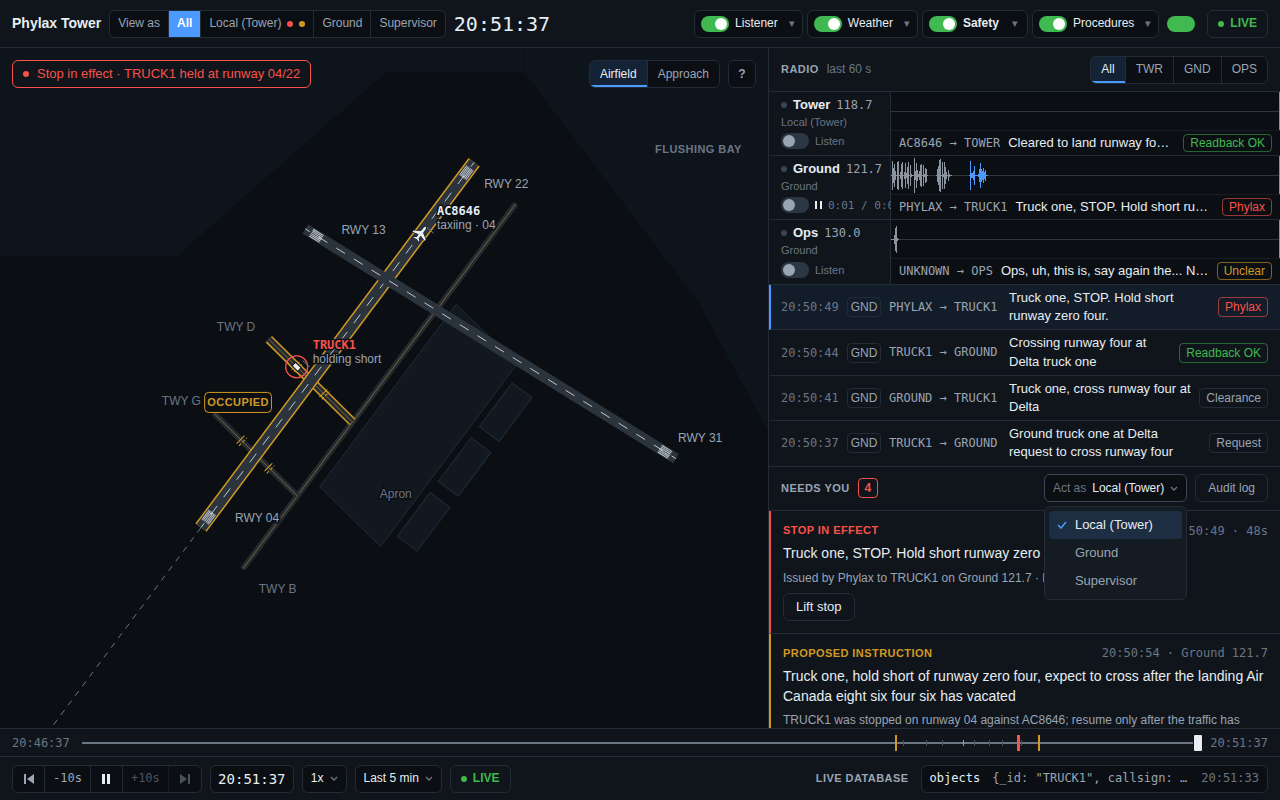 Phylax Tower View as All Local (Tower) Ground Supervisor 20:51:37 Listener Weather Safety Procedures LIVE
Stop in effect · TRUCK1 held at runway 04/22
Airfield Approach ?
FLUSHING BAY
RWY 22
AC8646
taxiing · 04
RWY 13
TWY D
TRUCK1
holding short
TWY G OCCUPIED
RWY 31
Apron
RWY 04
TWY B
RADIO last 60 s All TWR GND OPS
Tower 118.7
Local (Tower)
Listen
AC8646 → TOWER Cleared to land runway fo… Readback OK
Ground 121.7
Ground
0:01 / 0:0
PHYLAX → TRUCK1 Truck one, STOP. Hold short ru… Phylax
Ops 130.0
Ground
Listen
UNKNOWN → OPS Ops, uh, this is, say again the... N… Unclear
20:50:49 GND PHYLAX → TRUCK1 Truck one, STOP. Hold short runway zero four. Phylax
20:50:44 GND TRUCK1 → GROUND Crossing runway four at Delta truck one Readback OK
20:50:41 GND GROUND → TRUCK1 Truck one, cross runway four at Delta Clearance
20:50:37 GND TRUCK1 → GROUND Ground truck one at Delta request to cross runway four Request
NEEDS YOU 4 Act as Local (Tower) Audit log
Local (Tower)
Ground
Supervisor
STOP IN EFFECT 50:49 · 48s
Truck one, STOP. Hold short runway zero
Issued by Phylax to TRUCK1 on Ground 121.7 ·
Lift stop
PROPOSED INSTRUCTION 20:50:54 · Ground 121.7
Truck one, hold short of runway zero four, expect to cross after the landing Air
Canada eight six four six has vacated
TRUCK1 was stopped on runway 04 against AC8646; resume only after the traffic has
20:46:37 20:51:37
-10s +10s 20:51:37 1x Last 5 min LIVE
LIVE DATABASE objects {_id: "TRUCK1", callsign: … 20:51:33